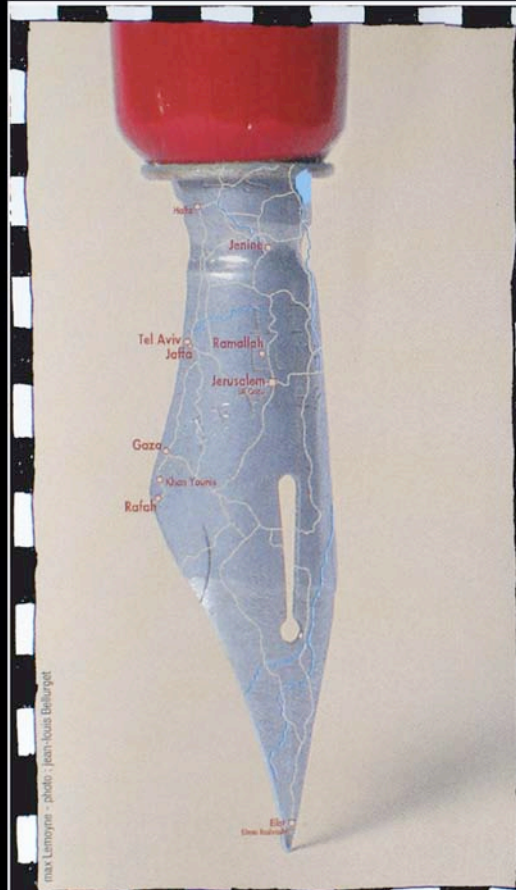 Haifa
Jenine
Tel Aviv
Jaffa
Ramallah
Jerusalem
Gaza
Khan Younis
Rafah
Eilat
max Lemoyne - photo : jean-louis Bellurget